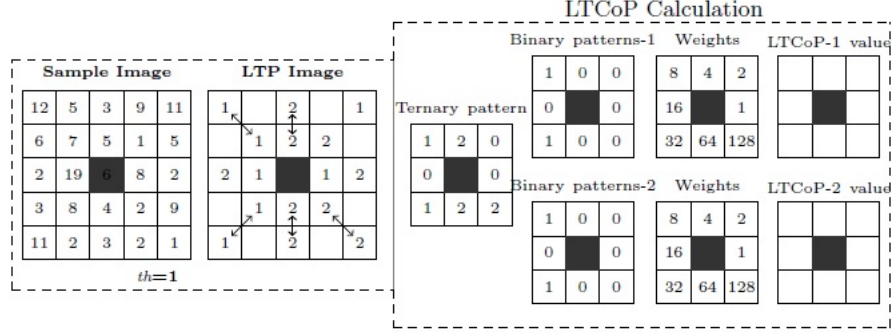 LTCoP Calculation
Sample Image
12 5 3 9 11
6 7 5 1 5
2 19 6 8 2
3 8 4 2 9
11 2 3 2 1
th=1
LTP Image
1 2 1
1 2 2
2 1 1 2
1 2 2
1 2 2
Ternary pattern
1 2 0
0 0
1 2 2
Binary patterns-1
1 0 0
0 0
1 0 0
Weights
8 4 2
16 1
32 64 128
LTCoP-1 value
Binary patterns-2
1 0 0
0 0
1 0 0
Weights
8 4 2
16 1
32 64 128
LTCoP-2 value